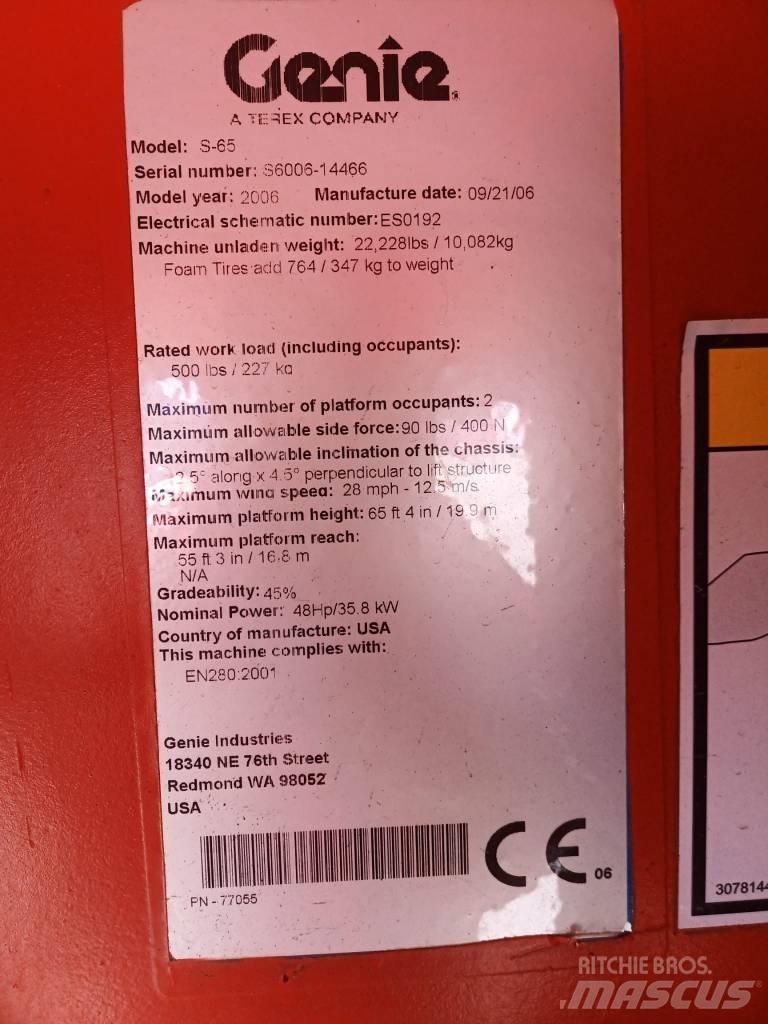 Genie
A TEREX COMPANY
Model: S-65
Serial number: S6006-14466
Model year: 2006 Manufacture date: 09/21/06
Electrical schematic number:ES0192
Machine unladen weight: 22,228lbs / 10,082kg
Foam Tires add 764 / 347 kg to weight
Rated work load (including occupants):
500 lbs / 227 kg
Maximum number of platform occupants: 2
Maximum allowable side force:90 lbs / 400 N
Maximum allowable inclination of the chassis:
2.5° along x 4.5° perpendicular to lift structure
Maximum wind speed: 28 mph - 12.5 m/s
Maximum platform height: 65 ft 4 in / 19.9 m
Maximum platform reach:
55 ft 3 in / 16.8 m
N/A
Gradeability: 45%
Nominal Power: 48Hp/35.8 kW
Country of manufacture: USA
This machine complies with:
EN280:2001
Genie Industries
18340 NE 76th Street
Redmond WA 98052
USA
CE 06
PN - 77055
3078144
RITCHIE BROS.
MASCUS